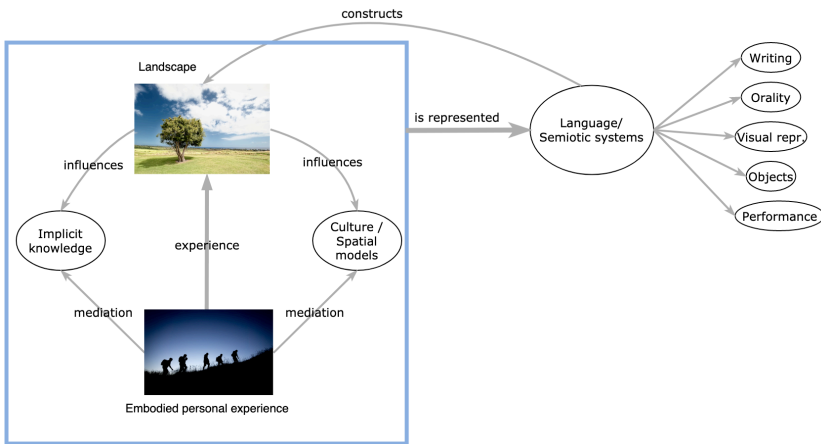 constructs
Landscape
is represented
Language/
Semiotic systems
Writing
Orality
Visual repr.
Objects
Performance
influences
influences
Implicit
knowledge
experience
Culture /
Spatial
models
mediation
mediation
Embodied personal experience